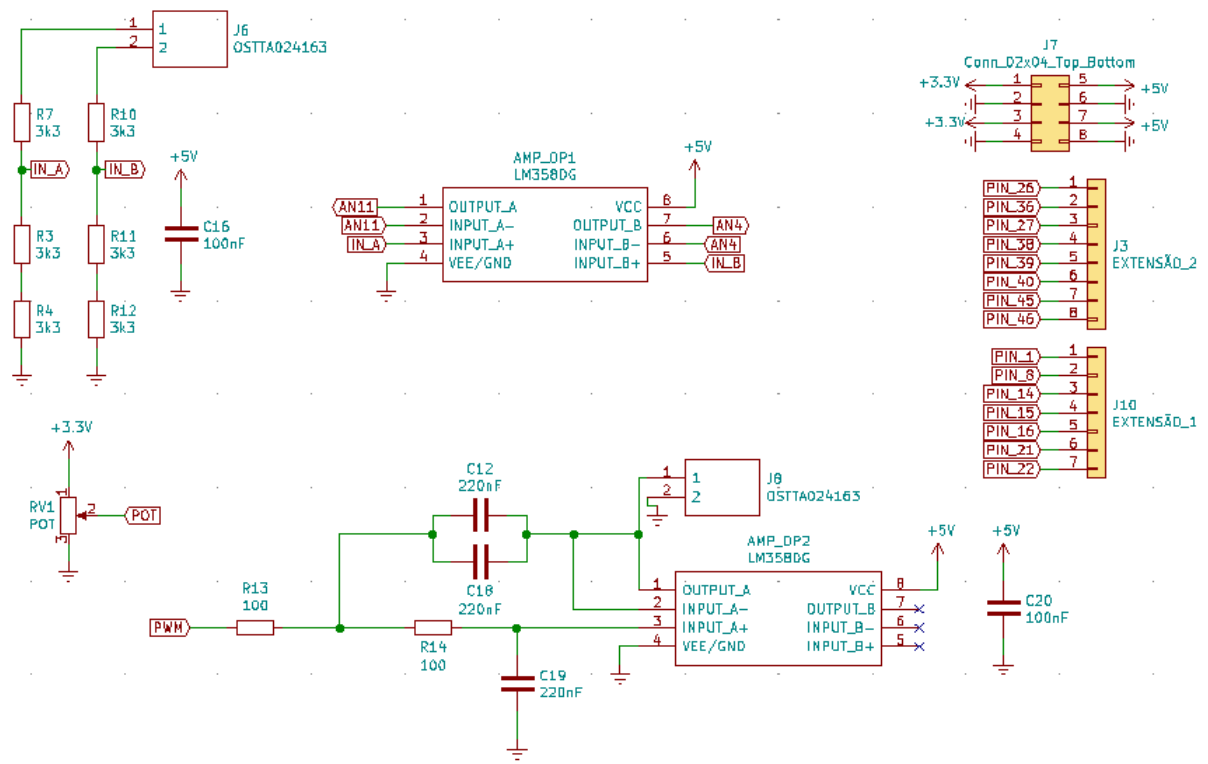 1
2
1
2
J6
OSTTA024163
R7
3k3
R10
3k3
IN_A
IN_B
R3
3k3
R11
3k3
R4
3k3
R12
3k3
+5V
C16
100nF
AMP_OP1
LM358DG
+5V
AN11
1
OUTPUT_A
VCC
8
AN11
2
INPUT_A-
OUTPUT_B
7
AN4
IN_A
3
INPUT_A+
INPUT_B-
6
AN4
4
VEE/GND
INPUT_B+
5
IN_B
J7
Conn_02x04_Top_Bottom
+3.3V
1
5
+5V
2
6
+3.3V
3
7
+5V
4
8
PIN_26
1
PIN_36
2
PIN_27
3
PIN_38
4
PIN_39
5
PIN_40
6
PIN_45
7
PIN_46
8
J3
EXTENSÃO_2
PIN_1
1
PIN_8
2
PIN_14
3
PIN_15
4
PIN_16
5
PIN_21
6
PIN_22
7
J10
EXTENSÃO_1
+3.3V
RV1
POT
1
2
3
POT
C12
220nF
C18
220nF
1
2
1
2
J8
OSTTA024163
R13
100
PWM
R14
100
C19
220nF
AMP_OP2
LM358DG
+5V
1
OUTPUT_A
VCC
8
2
INPUT_A-
OUTPUT_B
7
3
INPUT_A+
INPUT_B-
6
4
VEE/GND
INPUT_B+
5
+5V
C20
100nF